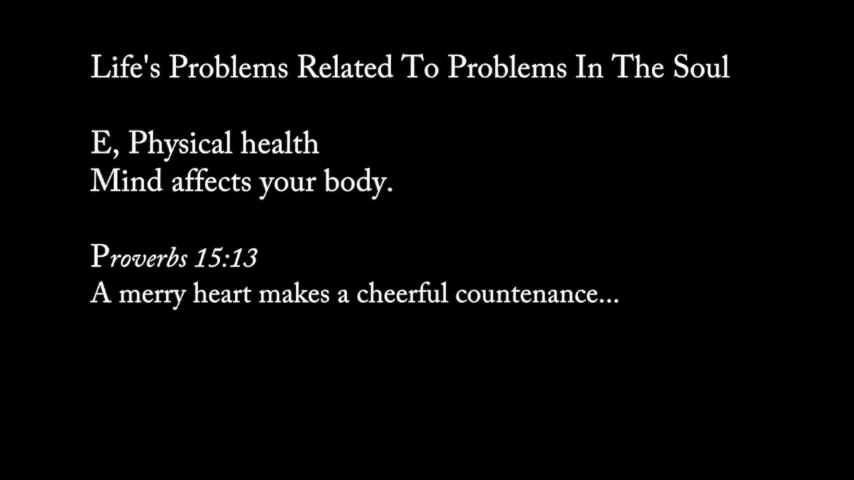 Life's Problems Related To Problems In The Soul
E, Physical health
Mind affects your body.
Proverbs 15:13
A merry heart makes a cheerful countenance...